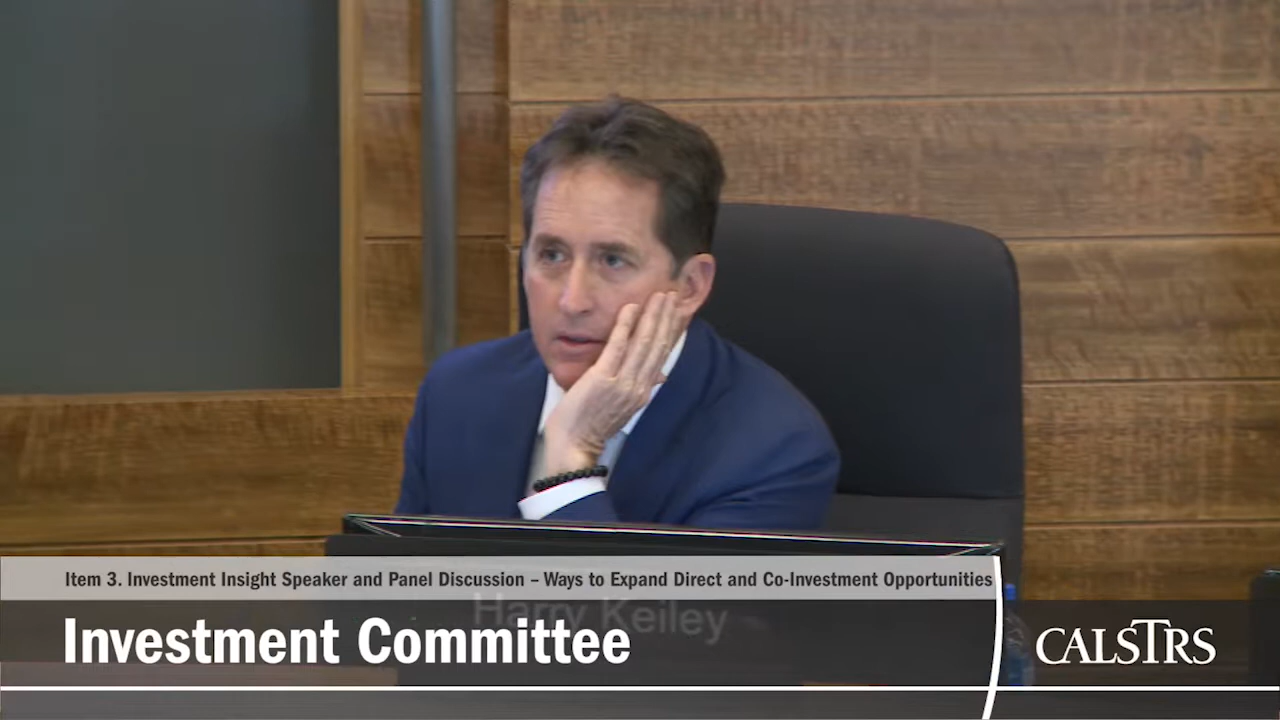 Item 3. Investment Insight Speaker and Panel Discussion – Ways to Expand Direct and Co-Investment Opportunities
Harry Keiley
Investment Committee
CALSTRS